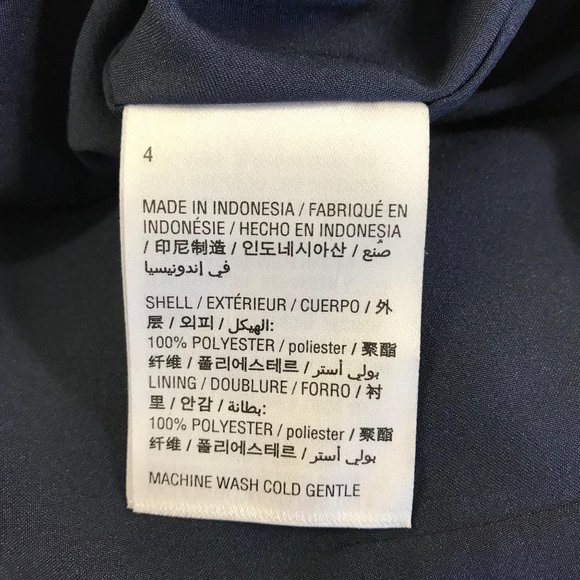 4
MADE IN INDONESIA / FABRIQUÉ EN
INDONÉSIE / HECHO EN INDONESIA
/ 印尼制造 / 인도네시아산 / صُنع
في إندونيسيا
SHELL / EXTÉRIEUR / CUERPO / 外
层 / 외피 / الهيكل:
100% POLYESTER / poliester / 聚酯
纤维 / 폴리에스테르 / بولي أستر
LINING / DOUBLURE / FORRO / 衬
里 / 안감 / بطانة:
100% POLYESTER / poliester / 聚酯
纤维 / 폴리에스테르 / بولي أستر
MACHINE WASH COLD GENTLE